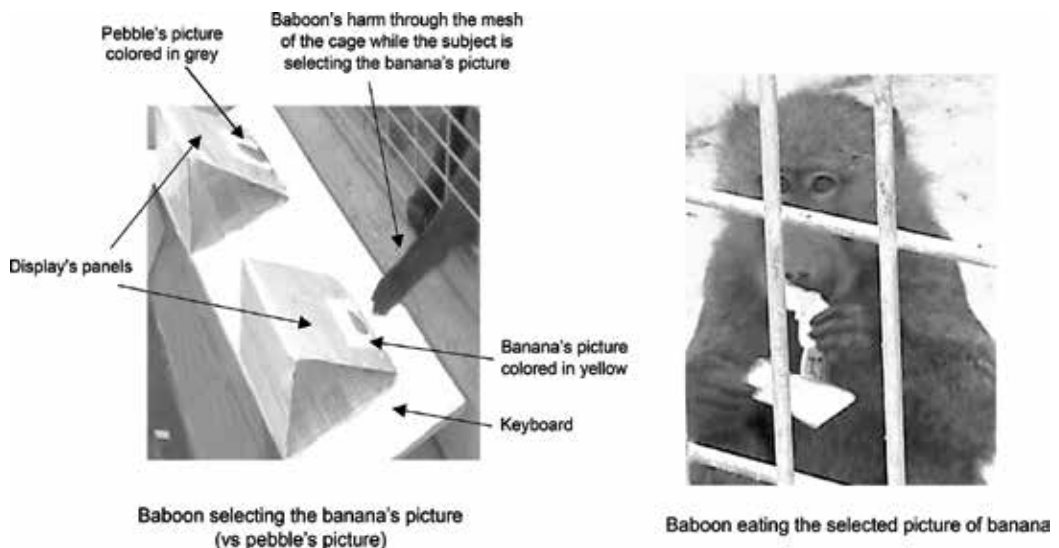 Pebble's picture
colored in grey
Baboon's harm through the mesh
of the cage while the subject is
selecting the banana's picture
Display's panels
Banana's picture
colored in yellow
Keyboard
Baboon selecting the banana's picture
(vs pebble's picture)
Baboon eating the selected picture of banana